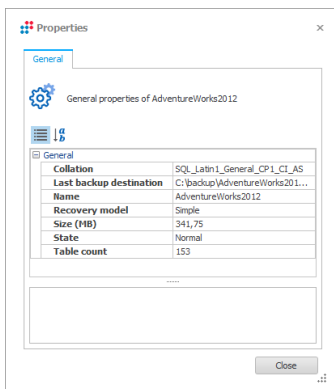 Properties
General
General properties of AdventureWorks2012
General
Collation SQL_Latin1_General_CP1_CI_AS
Last backup destination C:\backup\AdventureWorks201...
Name AdventureWorks2012
Recovery model Simple
Size (MB) 341,75
State Normal
Table count 153
Close